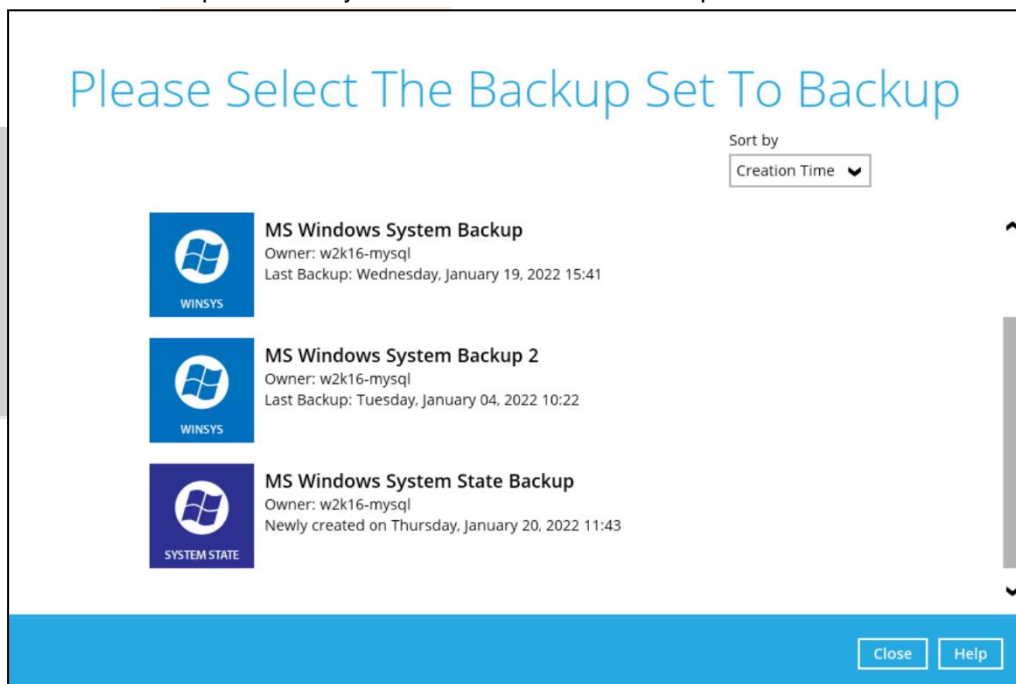 Please Select The Backup Set To Backup
Sort by
Creation Time
MS Windows System Backup
Owner: w2k16-mysql
Last Backup: Wednesday, January 19, 2022 15:41
WINSYS
MS Windows System Backup 2
Owner: w2k16-mysql
Last Backup: Tuesday, January 04, 2022 10:22
WINSYS
MS Windows System State Backup
Owner: w2k16-mysql
Newly created on Thursday, January 20, 2022 11:43
SYSTEM STATE
Close Help